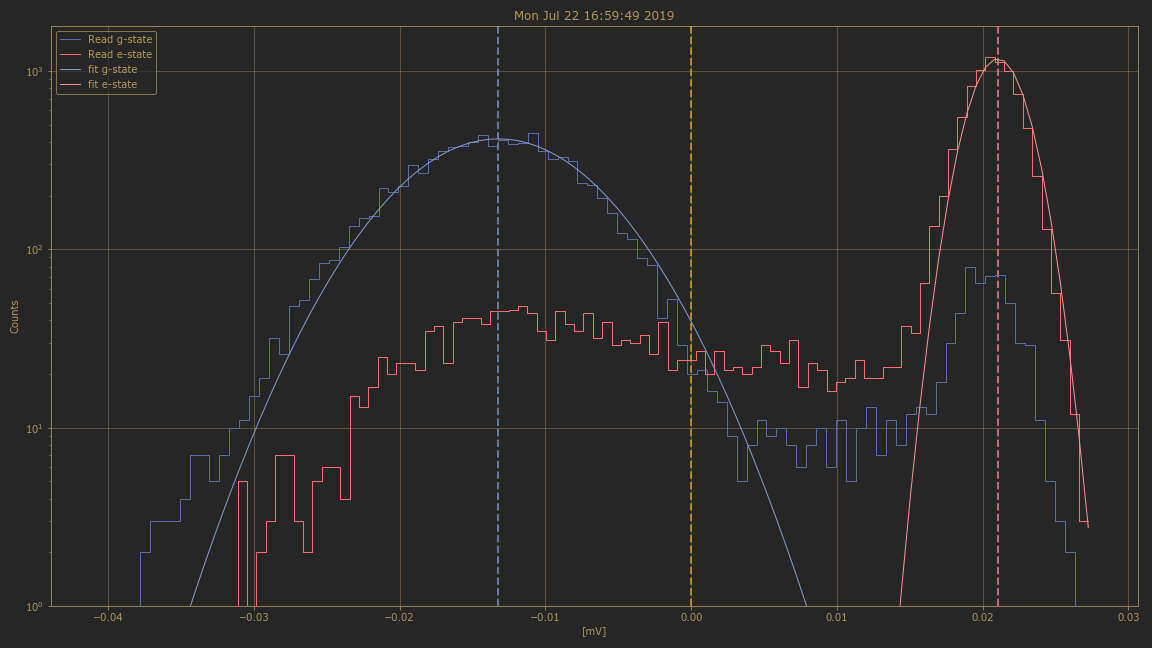 Mon Jul 22 16:59:49 2019
Read g-state
Read e-state
fit g-state
fit e-state
Counts
10³
10²
10¹
10⁰
−0.04 −0.03 −0.02 −0.01 0.00 0.01 0.02 0.03
[mV]